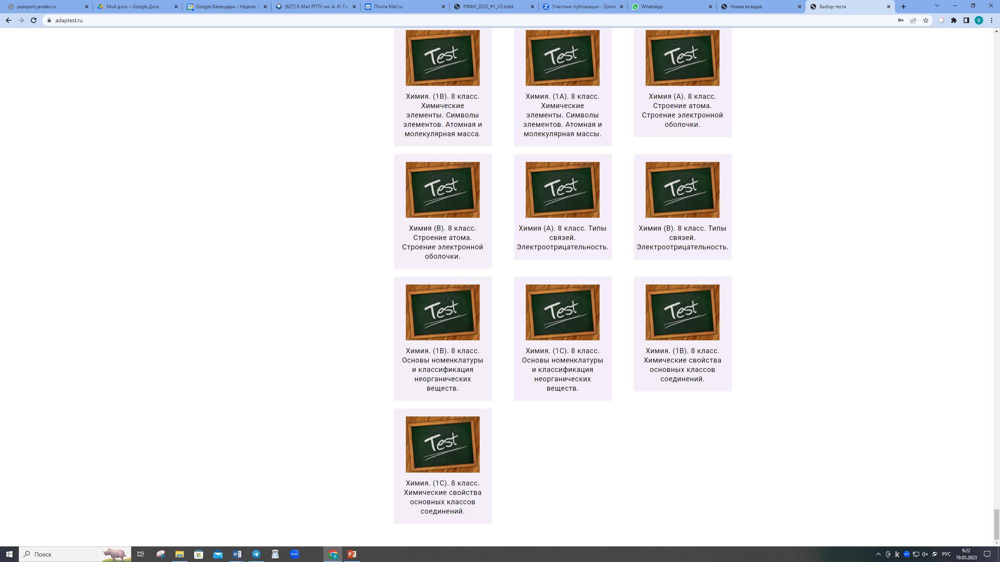 passport.yandex.ru
Мой диск – Google Диск
Google Календарь - Неделя:
(627) E-Mail РГПУ им. А. И. Гер
Почта Mail.ru
РФФИ_2022_#1_V3.indd
Участник публикации - Zoom
WhatsApp
Новая вкладка
Выбор теста
adaptest.ru
B
Test
Test
Test
Химия. (1B). 8 класс.
Химические
элементы. Символы
элементов. Атомная и
молекулярная масса.
Химия. (1А). 8 класс.
Химические
элементы. Символы
элементов. Атомная и
молекулярная массы.
Химия (А). 8 класс.
Строение атома.
Строение электронной
оболочки.
Test
Test
Test
Химия (В). 8 класс.
Строение атома.
Строение электронной
оболочки.
Химия (А). 8 класс. Типы
связей.
Электроотрицательность.
Химия (В). 8 класс. Типы
связей.
Электроотрицательность.
Test
Test
Test
Химия. (1В). 8 класс.
Основы номенклатуры
и классификация
неорганических
веществ.
Химия. (1С). 8 класс.
Основы номенклатуры
и классификация
неорганических
веществ.
Химия. (1В). 8 класс.
Химические свойства
основных классов
соединений.
Test
Химия. (1С). 8 класс.
Химические свойства
основных классов
соединений.
Поиск
zoom
РУС
9:22
19.05.2023